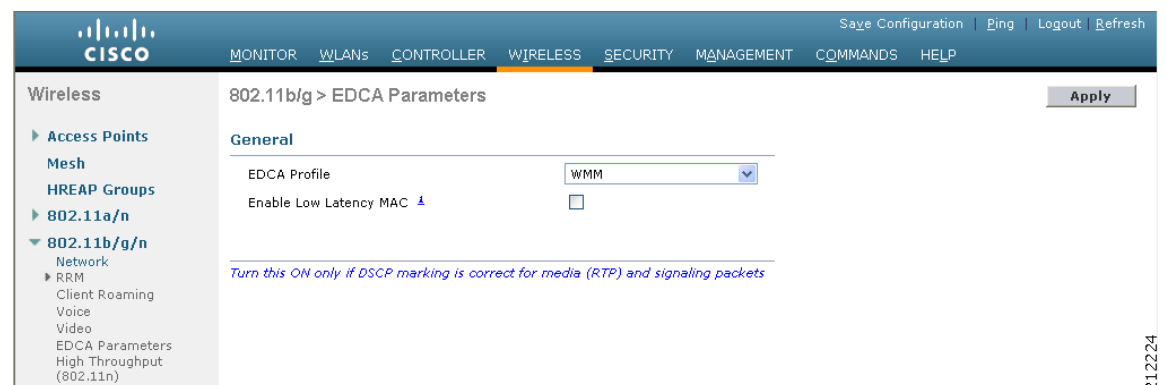 Save Configuration | Ping | Logout | Refresh
CISCO
MONITOR WLANs CONTROLLER WIRELESS SECURITY MANAGEMENT COMMANDS HELP
Wireless
802.11b/g > EDCA Parameters
Apply
Access Points
Mesh
HREAP Groups
802.11a/n
802.11b/g/n
Network
RRM
Client Roaming
Voice
Video
EDCA Parameters
High Throughput
(802.11n)
General
EDCA Profile WMM
Enable Low Latency MAC 1
Turn this ON only if DSCP marking is correct for media (RTP) and signaling packets
212224